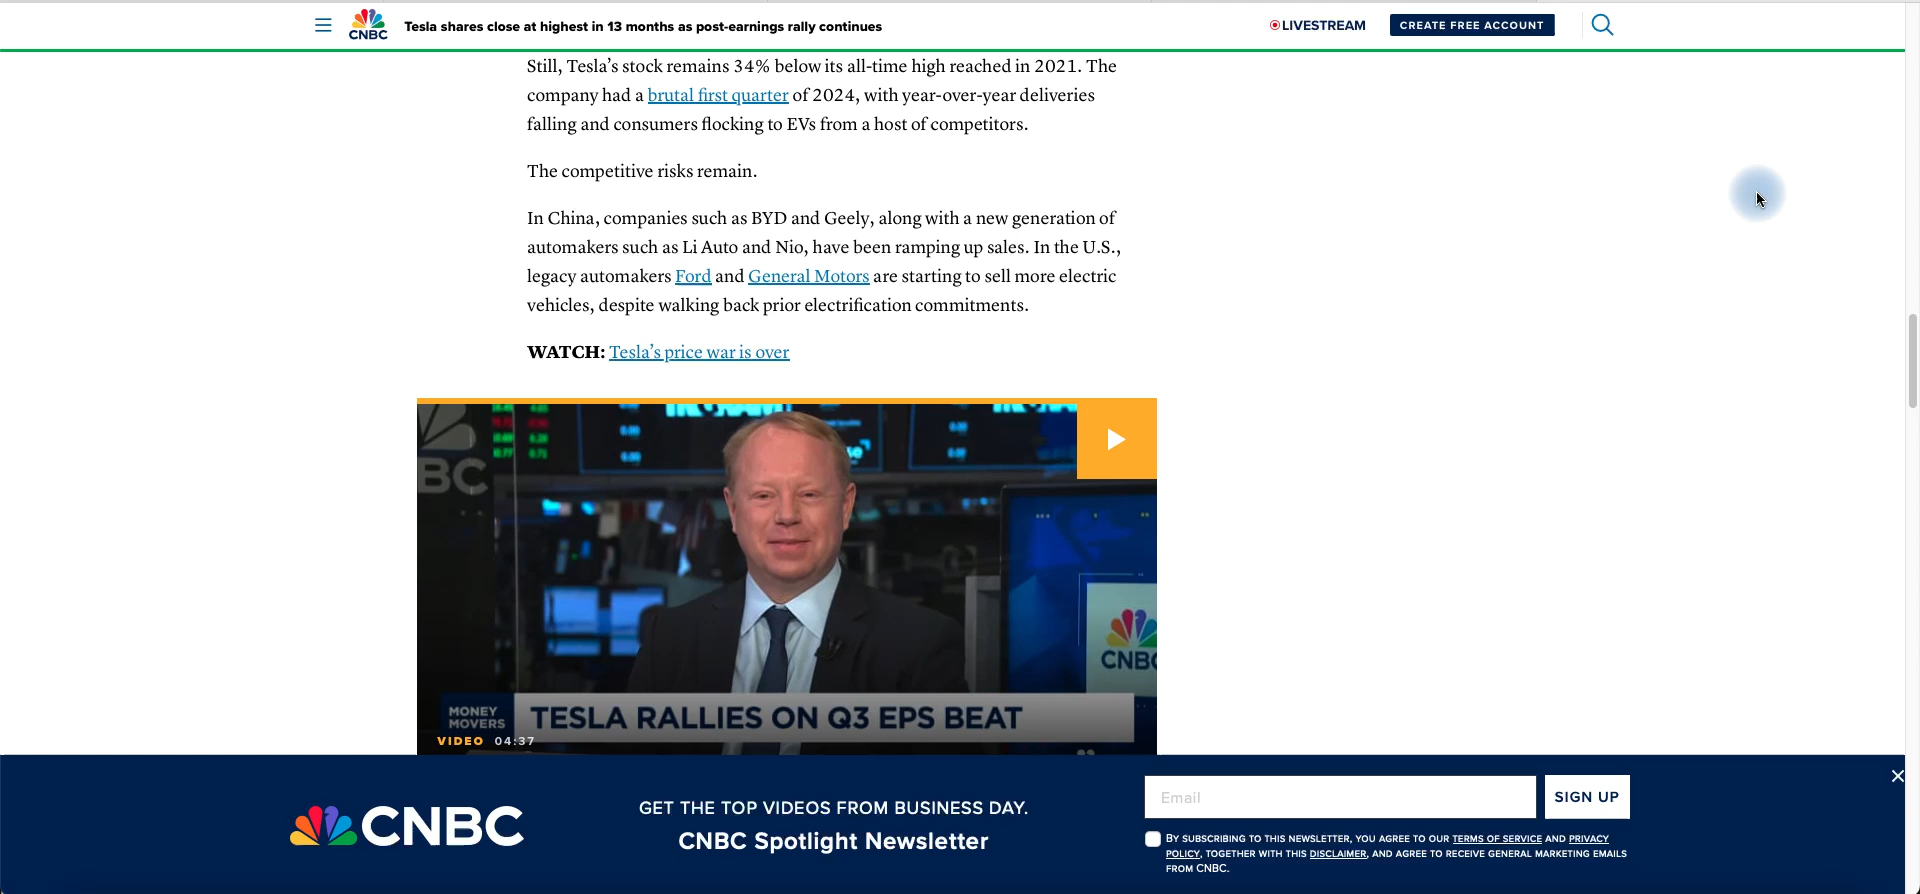 CNBC
Tesla shares close at highest in 13 months as post-earnings rally continues
LIVESTREAM
CREATE FREE ACCOUNT
Still, Tesla’s stock remains 34% below its all-time high reached in 2021. The
company had a brutal first quarter of 2024, with year-over-year deliveries
falling and consumers flocking to EVs from a host of competitors.
The competitive risks remain.
In China, companies such as BYD and Geely, along with a new generation of
automakers such as Li Auto and Nio, have been ramping up sales. In the U.S.,
legacy automakers Ford and General Motors are starting to sell more electric
vehicles, despite walking back prior electrification commitments.
WATCH: Tesla’s price war is over
BC
CNBC
MONEY
MOVERS
TESLA RALLIES ON Q3 EPS BEAT
VIDEO 04:37
CNBC
GET THE TOP VIDEOS FROM BUSINESS DAY.
CNBC Spotlight Newsletter
Email
SIGN UP
BY SUBSCRIBING TO THIS NEWSLETTER, YOU AGREE TO OUR TERMS OF SERVICE AND PRIVACY
POLICY, TOGETHER WITH THIS DISCLAIMER, AND AGREE TO RECEIVE GENERAL MARKETING EMAILS
FROM CNBC.